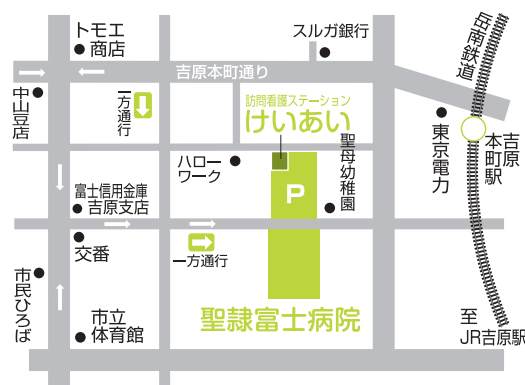 トモエ
商店
スルガ銀行
岳南鉄道
吉原本町通り
中山豆店
一方通行
訪問看護ステーション
けいあい
東京電力
吉原
本町駅
ハロー
ワーク
聖母幼稚園
P
富士信用金庫
吉原支店
交番
一方通行
市民ひろば
市立
体育館
聖隷富士病院
至
JR吉原駅